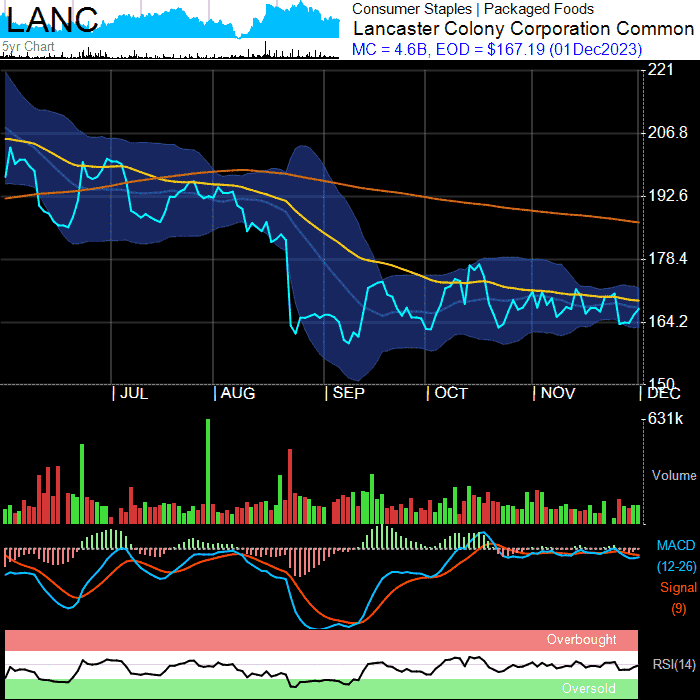 LANC
5yr Chart
Consumer Staples | Packaged Foods
Lancaster Colony Corporation Common
MC = 4.6B, EOD = $167.19 (01Dec2023)
221
206.8
192.6
178.4
164.2
150
JUL AUG SEP OCT NOV DEC
631k
Volume
MACD
(12-26)
Signal
(9)
Overbought
RSI(14)
Oversold